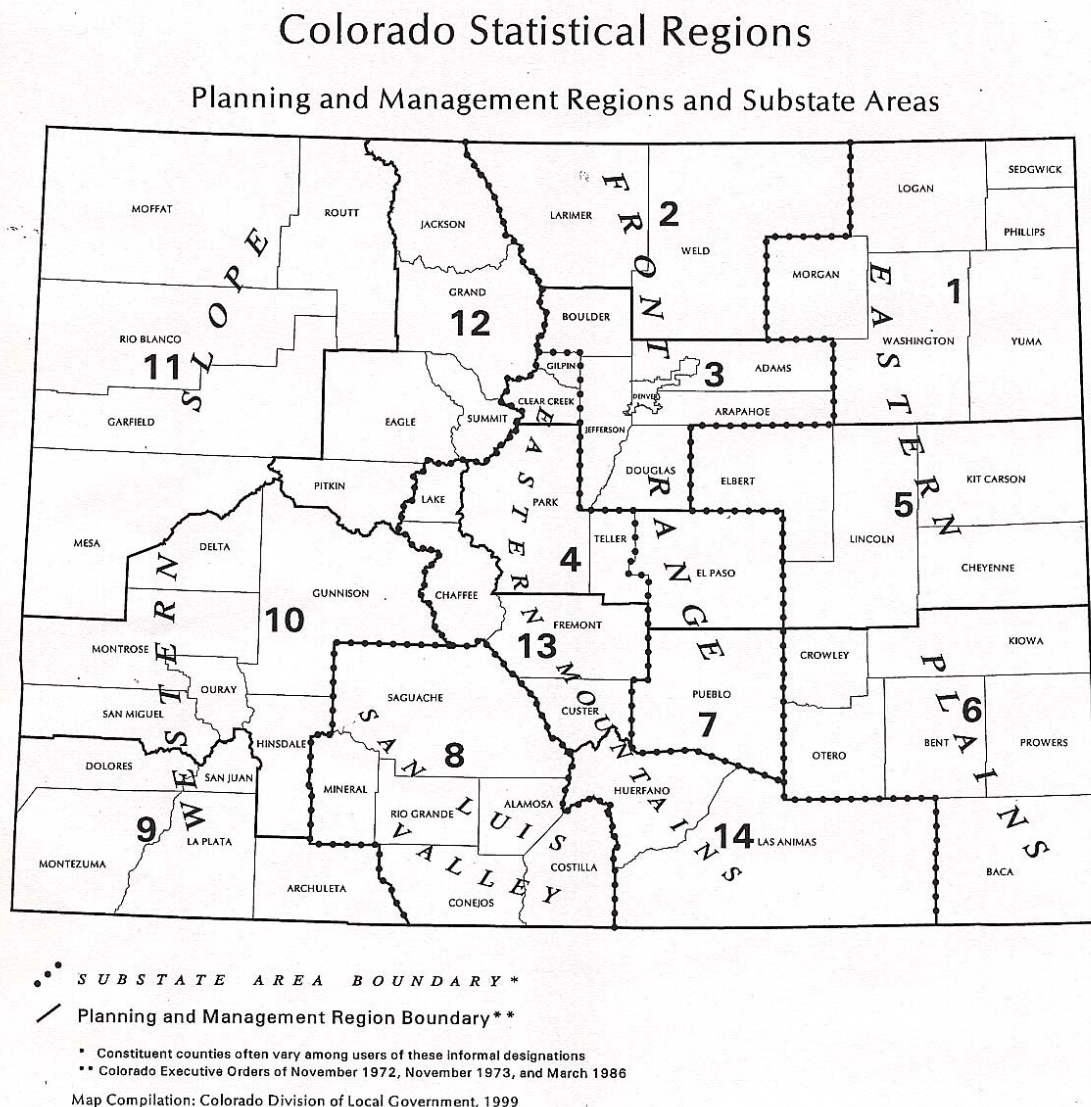 Colorado Statistical Regions
Planning and Management Regions and Substate Areas
MOFFAT
ROUTT
JACKSON
LARIMER
WELD
LOGAN
SEDGWICK
PHILLIPS
MORGAN
WASHINGTON
YUMA
GRAND
BOULDER
RIO BLANCO
GILPIN
ADAMS
GARFIELD
EAGLE
SUMMIT
CLEAR CREEK
DENVER
ARAPAHOE
JEFFERSON
PITKIN
LAKE
PARK
DOUGLAS
ELBERT
KIT CARSON
MESA
DELTA
TELLER
LINCOLN
GUNNISON
CHAFFEE
EL PASO
CHEYENNE
FREMONT
MONTROSE
OURAY
CROWLEY
KIOWA
SAGUACHE
CUSTER
PUEBLO
SAN MIGUEL
HINSDALE
OTERO
BENT
PROWERS
DOLORES
SAN JUAN
MINERAL
RIO GRANDE
ALAMOSA
HUERFANO
LA PLATA
LAS ANIMAS
MONTEZUMA
ARCHULETA
CONEJOS
COSTILLA
BACA
1
2
3
4
5
6
7
8
9
10
11
12
13
14
WESTERN SLOPE
FRONT RANGE
EASTERN PLAINS
EASTERN MOUNTAINS
SAN LUIS VALLEY
SUBSTATE AREA BOUNDARY*
Planning and Management Region Boundary**
* Constituent counties often vary among users of these informal designations
** Colorado Executive Orders of November 1972, November 1973, and March 1986
Map Compilation: Colorado Division of Local Government, 1999